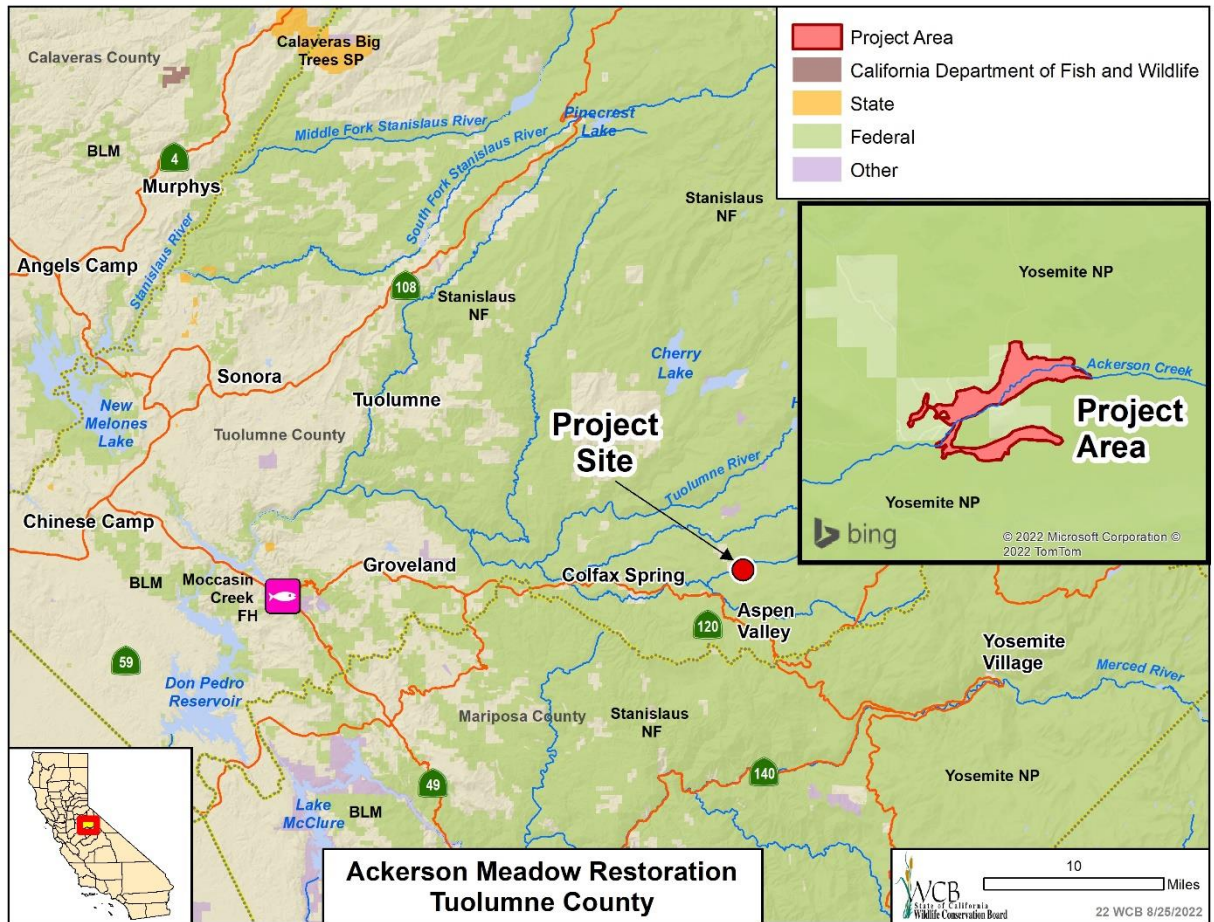 Calaveras County
Calaveras Big
Trees SP
Middle Fork Stanislaus River
Pinecrest
Lake
South Fork Stanislaus River
BLM
4
Murphys
Stanislaus River
Stanislaus
NF
Angels Camp
108
Stanislaus
NF
Cherry
Lake
Sonora
Tuolumne
New
Melones
Lake
Tuolumne County
Project
Site
Tuolumne River
H
Chinese Camp
Groveland
Colfax Spring
BLM
Moccasin
Creek
FH
Aspen
Valley
120
59
Yosemite
Village
Merced River
Don Pedro
Reservoir
Mariposa County
Stanislaus
NF
Yosemite NP
49
140
Lake
McClure
BLM
Project Area
California Department of Fish and Wildlife
State
Federal
Other
Yosemite NP
Ackerson Creek
Project
Area
Yosemite NP
bing
© 2022 Microsoft Corporation ©
2022 TomTom
Ackerson Meadow Restoration
Tuolumne County
WCB
State of California
Wildlife Conservation Board
10
Miles
22 WCB 8/25/2022